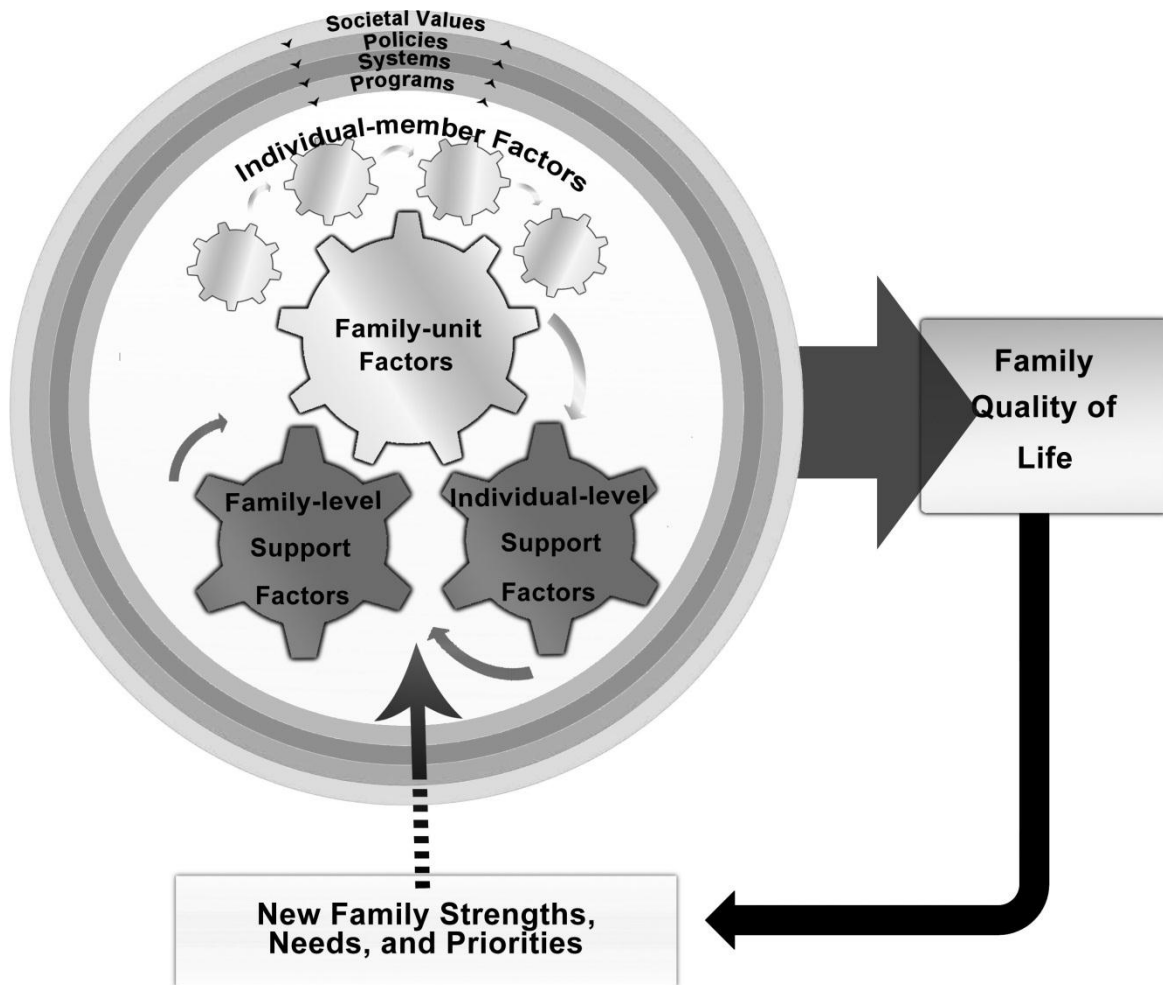 Societal Values
Policies
Systems
Programs
Individual-member Factors
Family-unit
Factors
Family-level
Support
Factors
Individual-level
Support
Factors
Family
Quality of
Life
New Family Strengths,
Needs, and Priorities